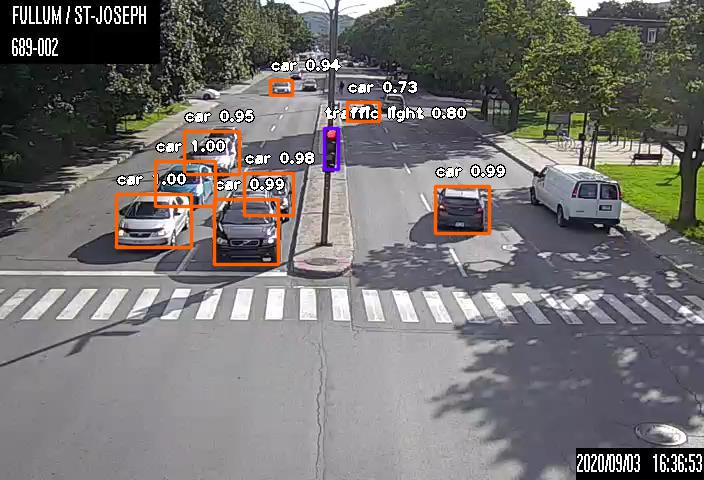 FULLUM / ST-JOSEPH
689-002
car 0.94
car 0.73
traffic light 0.80
car 0.95
car 1.00
car 0.98
car 1.00
car 0.99
car 0.99
2020/09/03 16:36:53